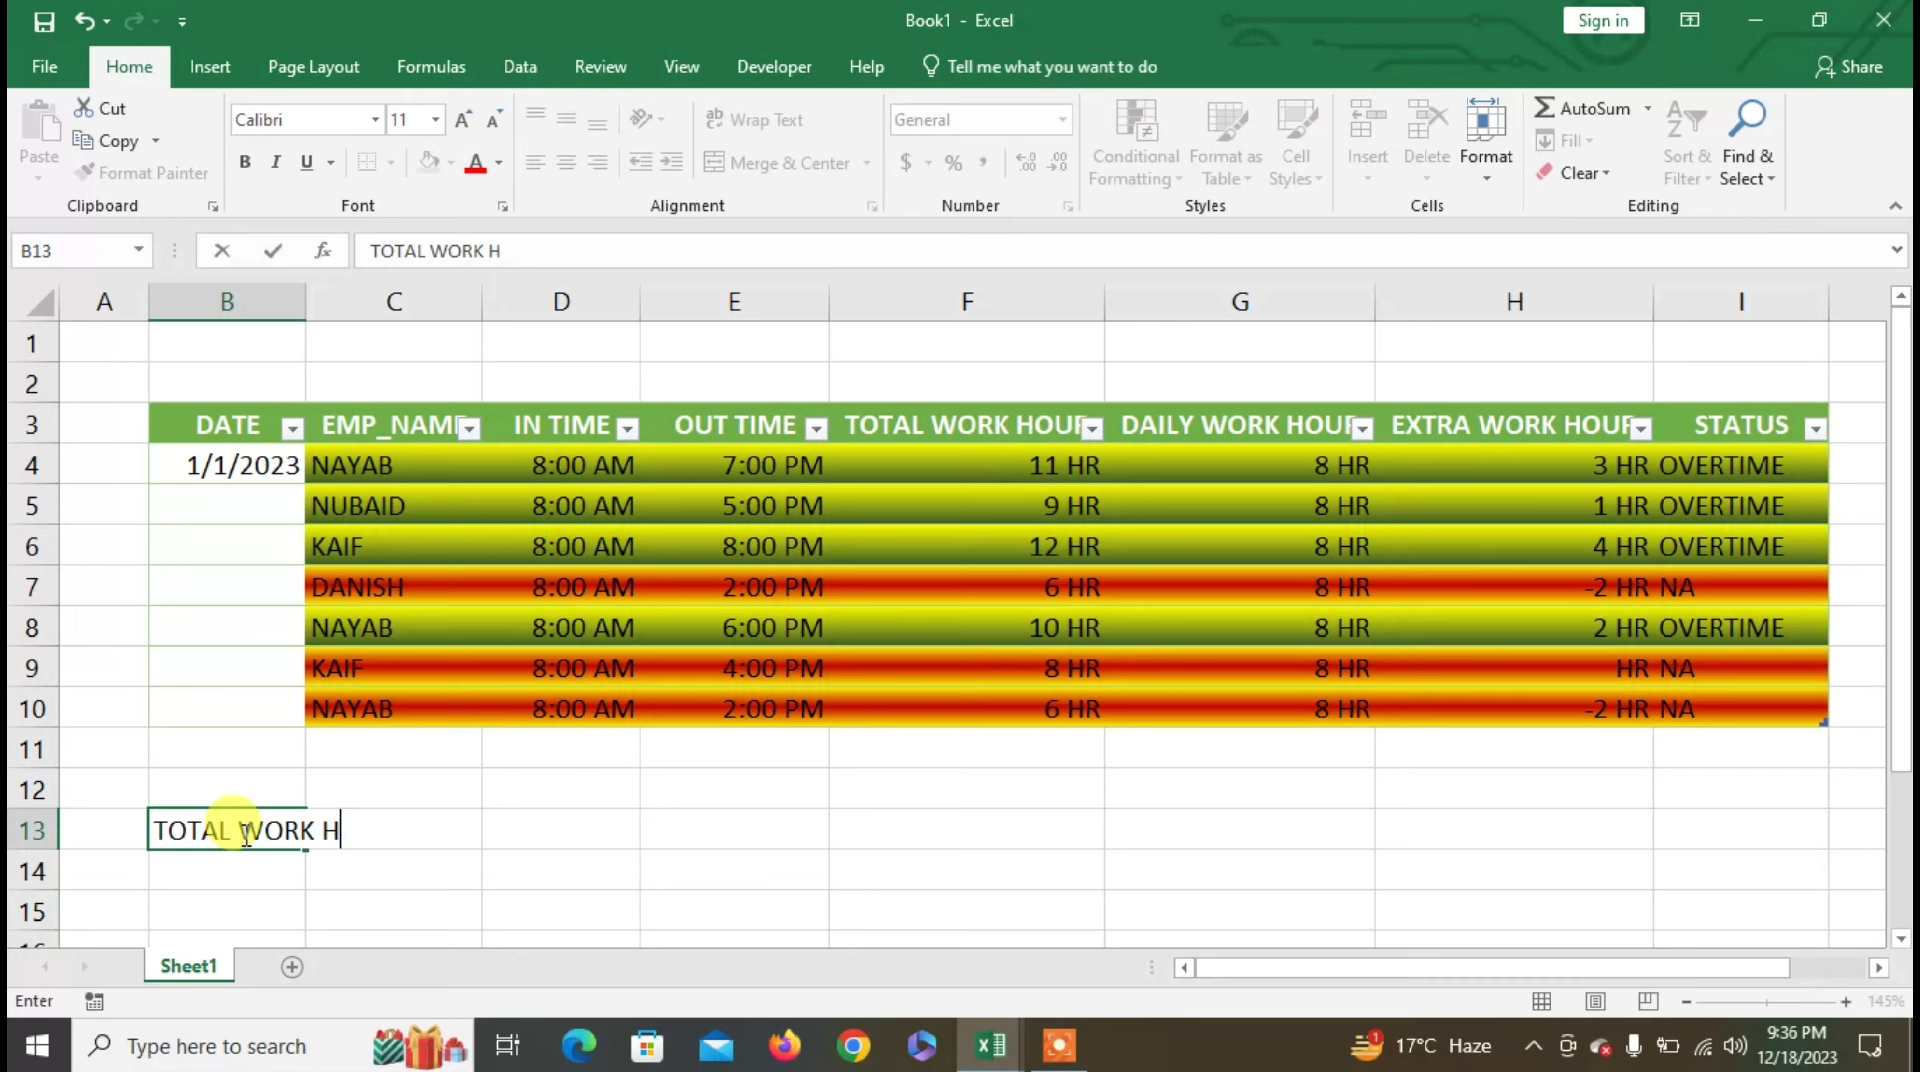 Book1 - Excel
Sign in
File Home Insert Page Layout Formulas Data Review View Developer Help Tell me what you want to do Share
Paste Cut Copy Format Painter
Calibri 11
B I U A
ab Wrap Text
Merge & Center
General
$ % ,
Conditional Formatting Format as Table Cell Styles
Insert Delete Format
AutoSum Fill Clear
Sort & Filter Find & Select
Clipboard Font Alignment Number Styles Cells Editing
B13 fx TOTAL WORK H
A B C D E F G H I
1
2
3 DATE EMP_NAME IN TIME OUT TIME TOTAL WORK HOUR DAILY WORK HOUR EXTRA WORK HOUR STATUS
4 1/1/2023 NAYAB 8:00 AM 7:00 PM 11 HR 8 HR 3 HR OVERTIME
5 NUBAID 8:00 AM 5:00 PM 9 HR 8 HR 1 HR OVERTIME
6 KAIF 8:00 AM 8:00 PM 12 HR 8 HR 4 HR OVERTIME
7 DANISH 8:00 AM 2:00 PM 6 HR 8 HR -2 HR NA
8 NAYAB 8:00 AM 6:00 PM 10 HR 8 HR 2 HR OVERTIME
9 KAIF 8:00 AM 4:00 PM 8 HR 8 HR HR NA
10 NAYAB 8:00 AM 2:00 PM 6 HR 8 HR -2 HR NA
11
12
13 TOTAL WORK H
14
15
Sheet1
Enter 145%
Type here to search
1 17°C Haze 9:36 PM
12/18/2023